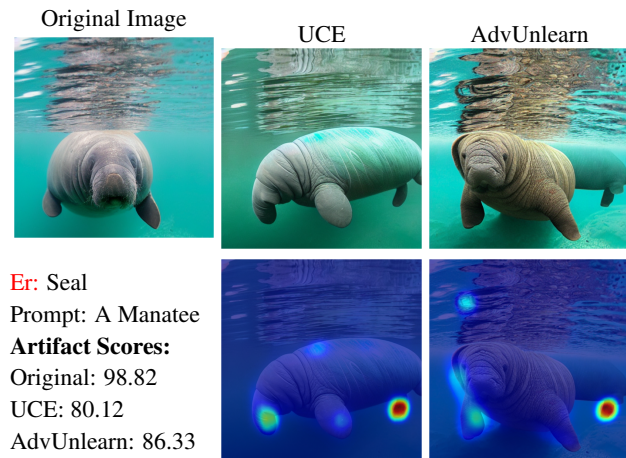 Original Image
UCE
AdvUnlearn
Er: Seal
Prompt: A Manatee
Artifact Scores:
Original: 98.82
UCE: 80.12
AdvUnlearn: 86.33